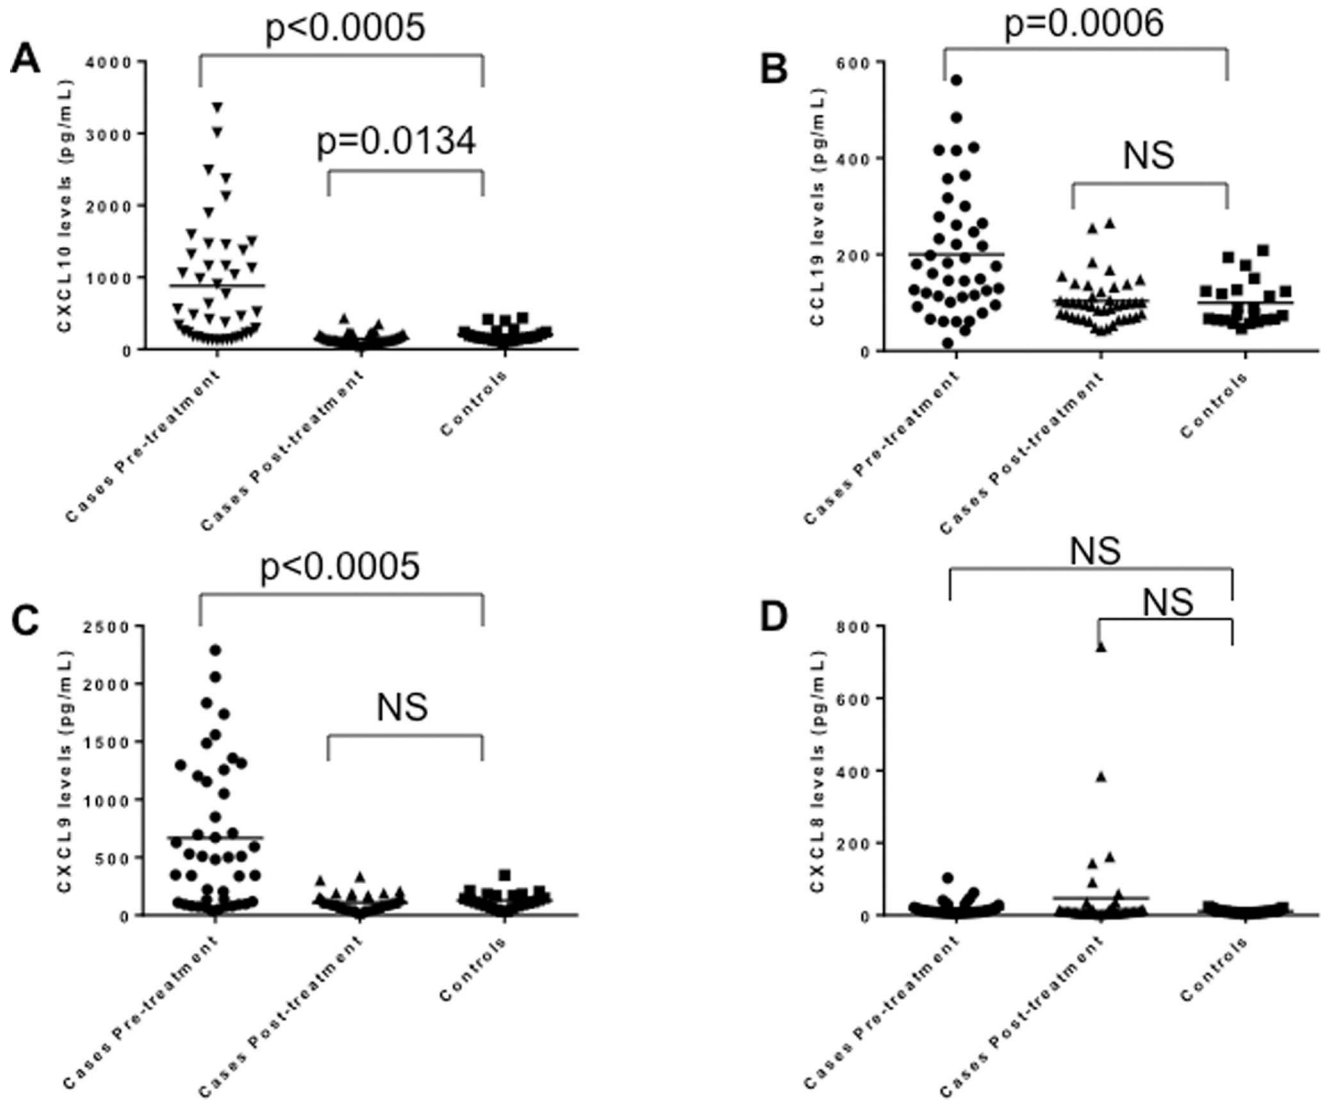 A
p<0.0005
p=0.0134
CXCL10 levels (pg/mL)
4000
3000
2000
1000
0
Cases Pre-treatment
Cases Post-treatment
Controls
B
p=0.0006
NS
CCL19 levels (pg/mL)
600
400
200
0
Cases Pre-treatment
Cases Post-treatment
Controls
C
p<0.0005
NS
CXCL9 levels (pg/mL)
2500
2000
1500
1000
500
0
Cases Pre-treatment
Cases Post-treatment
Controls
D
NS
NS
CXCL8 levels (pg/mL)
800
600
400
200
0
Cases Pre-treatment
Cases Post-treatment
Controls